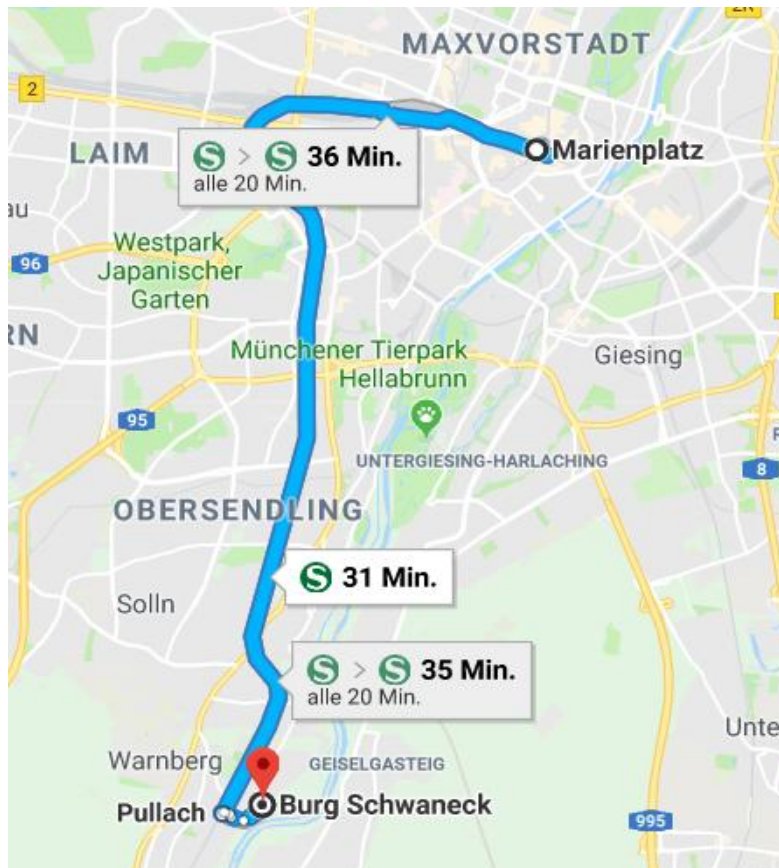 MAXVORSTADT
2
LAIM
Marienplatz
S > S 36 Min.
alle 20 Min.
au
Westpark,
Japanischer
Garten
96
RN
Münchener Tierpark
Hellabrunn
Giesing
95
UNTERGIESING-HARLACHING
8
OBERSENDLING
S 31 Min.
Solln
S > S 35 Min.
alle 20 Min.
Unte
Warnberg
GEISELGASTEIG
Pullach
Burg Schwaneck
995